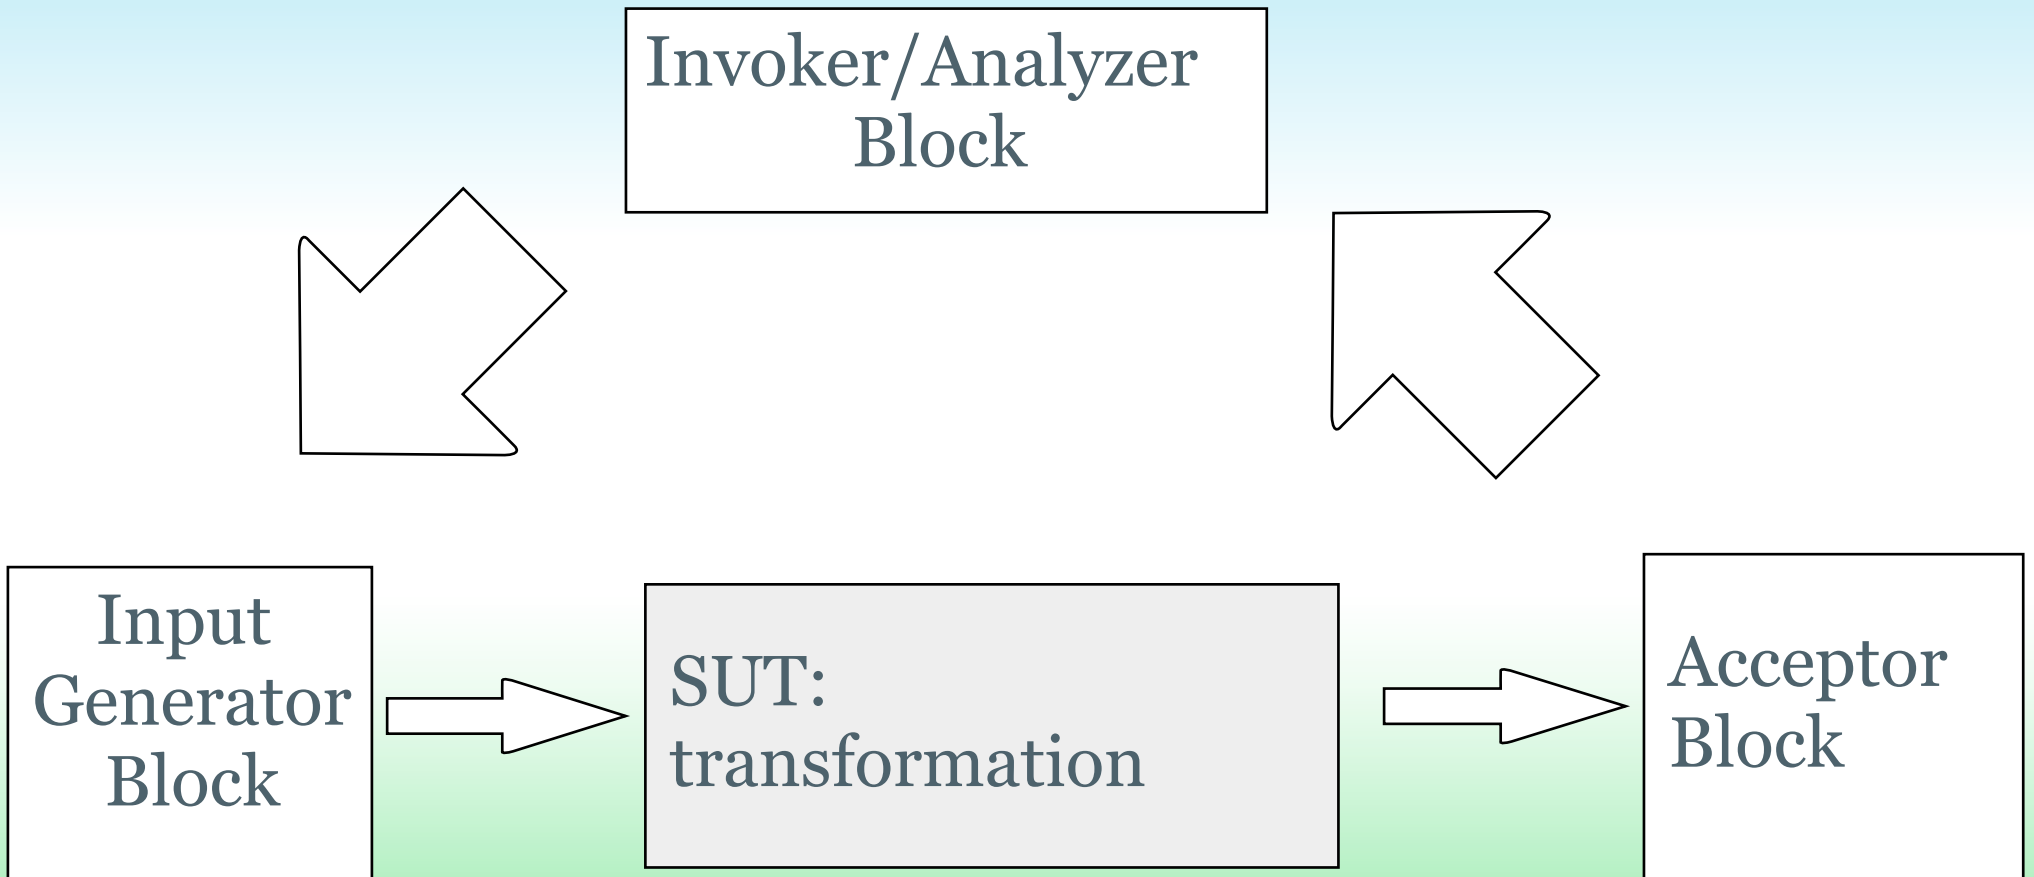 Invoker/Analyzer
Block
Input
Generator
Block
SUT:
transformation
Acceptor
Block